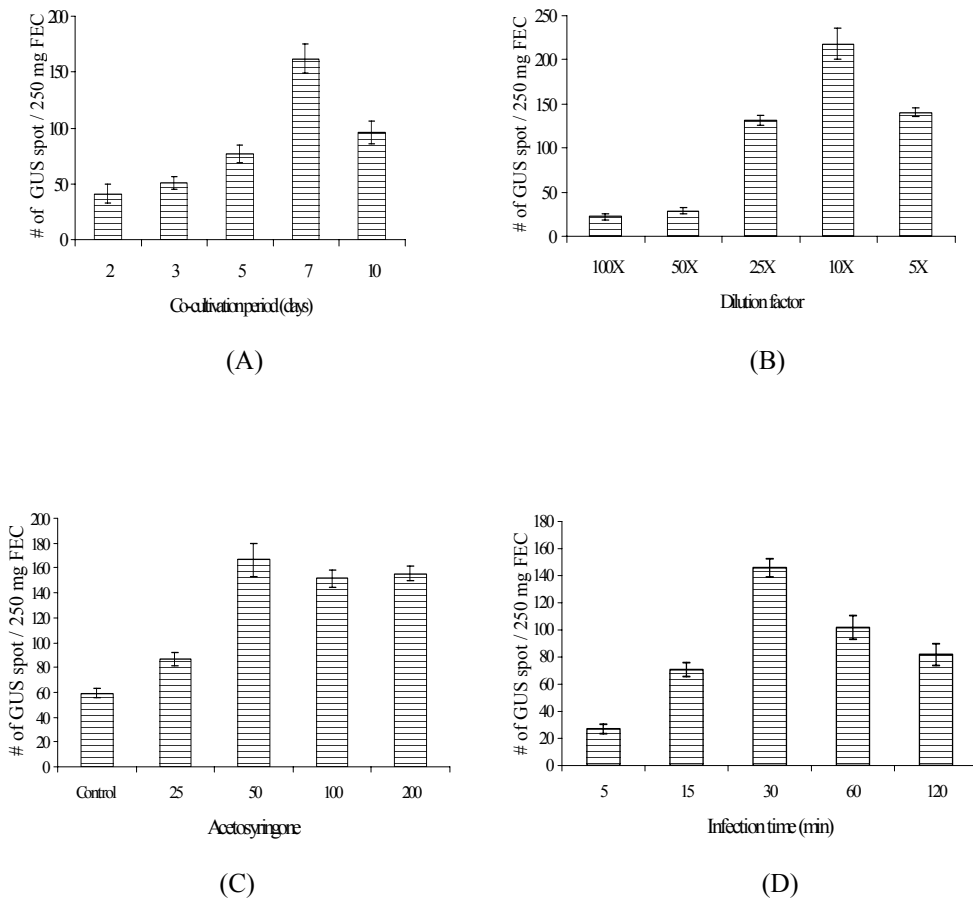 # of GUS spot / 250 mg FEC
200
150
100
50
0
2 3 5 7 10
Co-cultivation period (days)
(A)
# of GUS spot / 250 mg FEC
250
200
150
100
50
0
100X 50X 25X 10X 5X
Dilution factor
(B)
# of GUS spot / 250 mg FEC
200
180
160
140
120
100
80
60
40
20
0
Control 25 50 100 200
Acetosyringone
(C)
# of GUS spot / 250 mg FEC
180
160
140
120
100
80
60
40
20
0
5 15 30 60 120
Infection time (min)
(D)